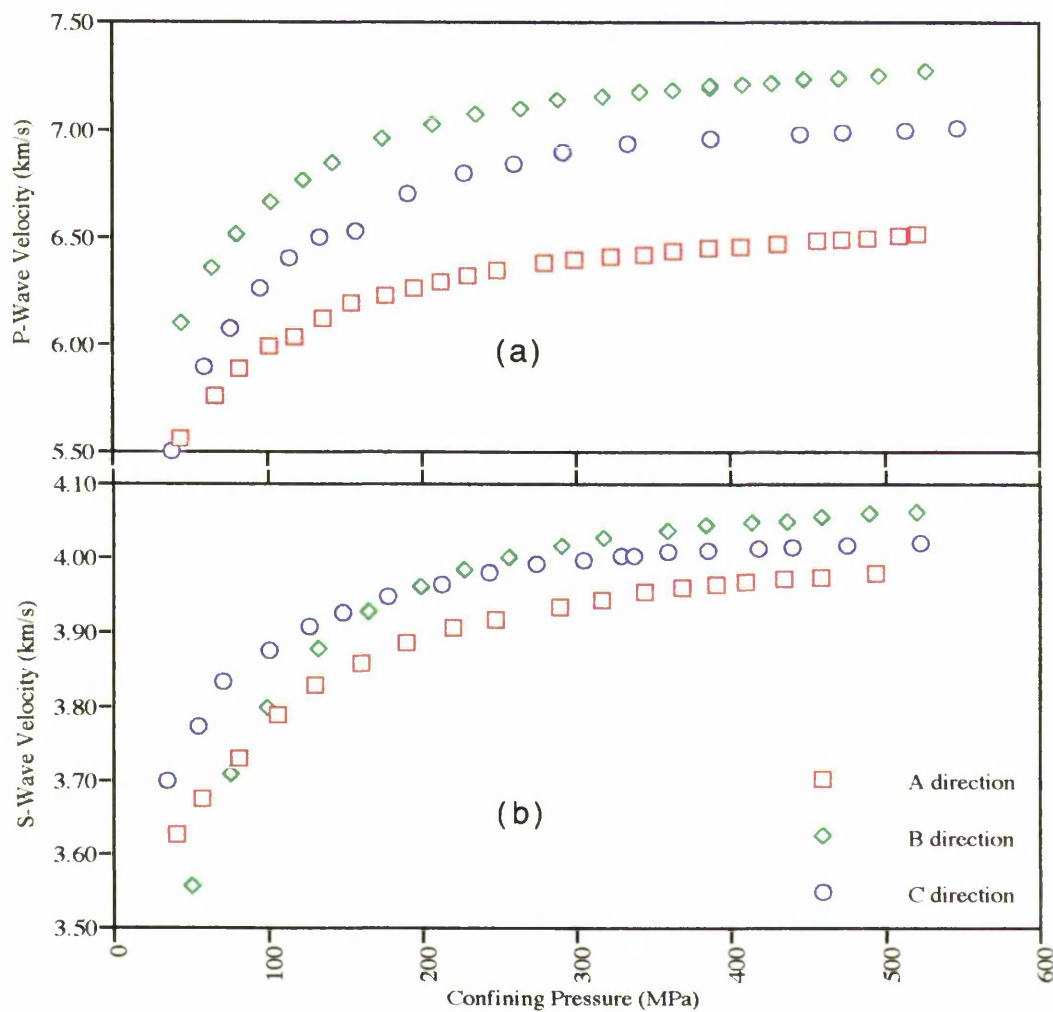 7.50
7.00
6.50
6.00
5.50
P-Wave Velocity (km/s)
(a)
4.10
4.00
3.90
3.80
3.70
3.60
3.50
S-Wave Velocity (km/s)
(b)
A direction
B direction
C direction
0
100
200
300
400
500
600
Confining Pressure (MPa)